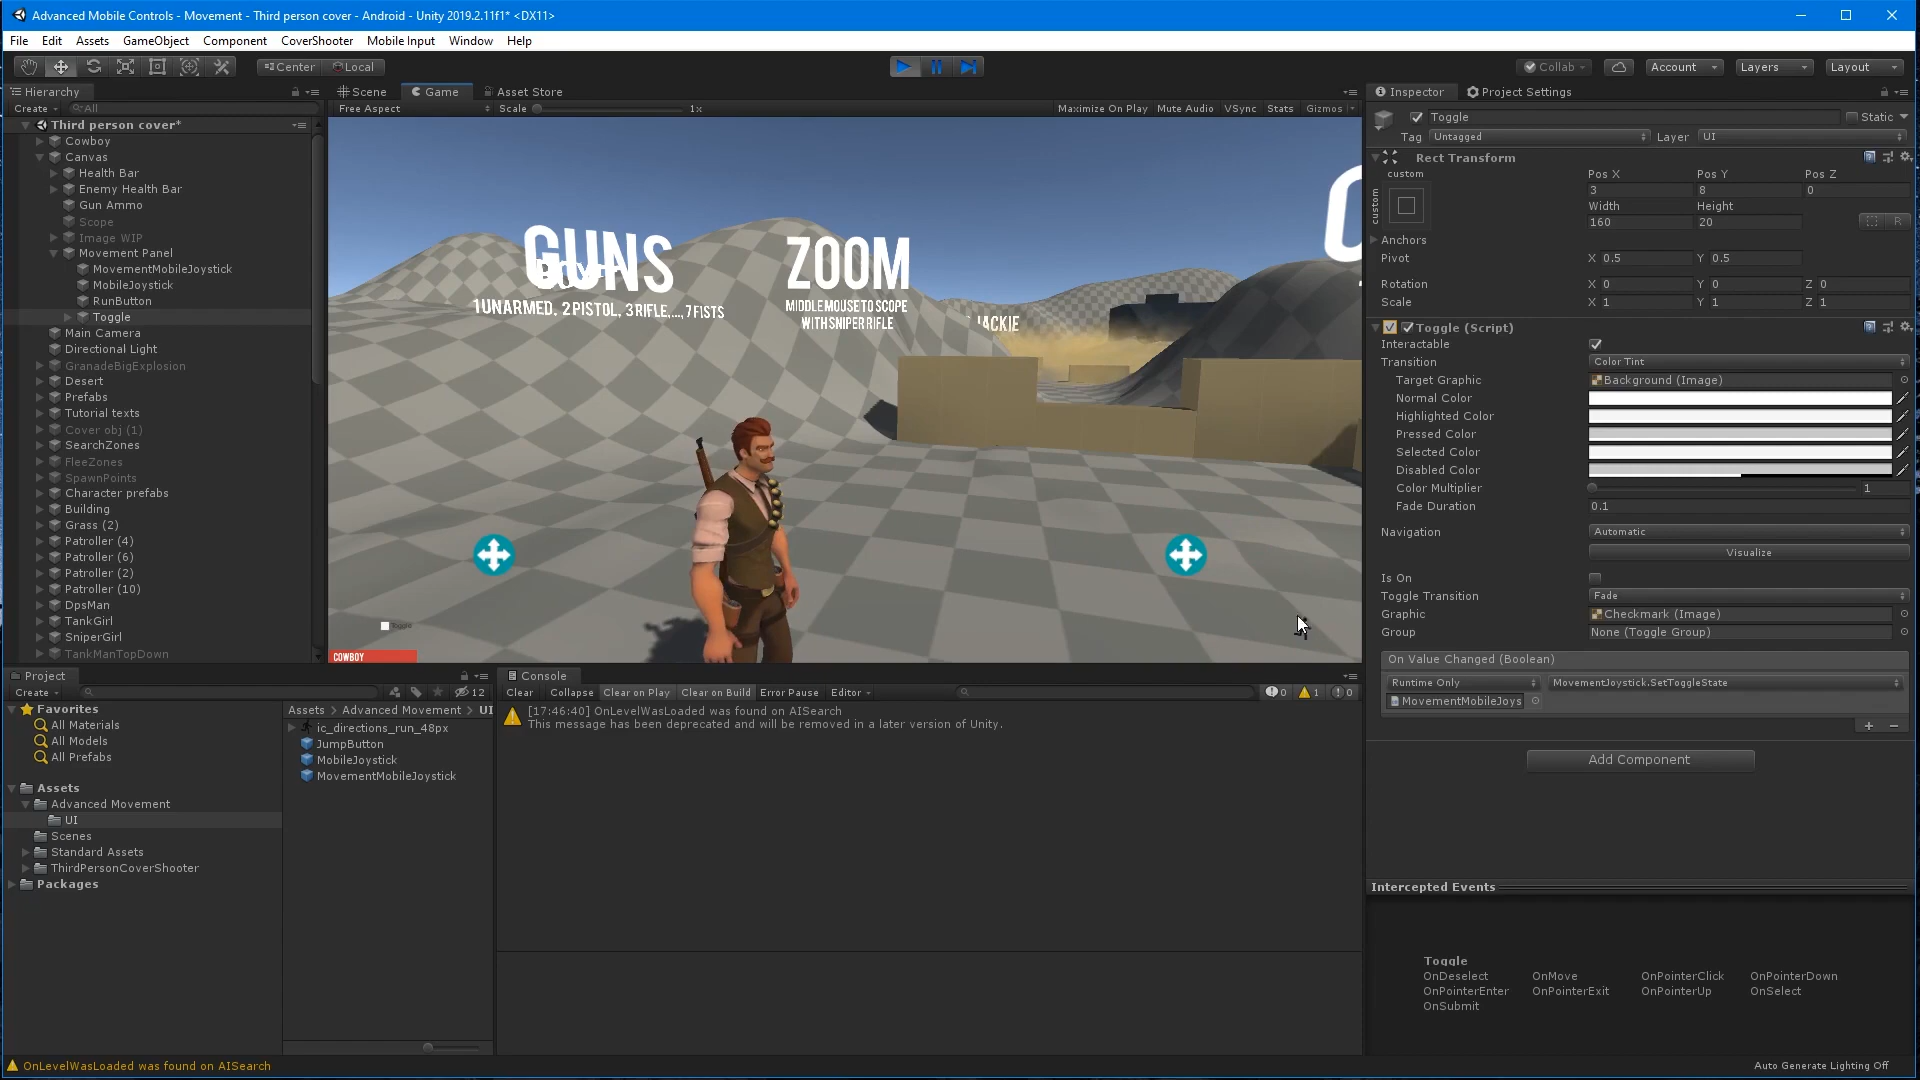 Advanced Mobile Controls - Movement - Third person cover - Android - Unity 2019.2.11f1* <DX11>
File Edit Assets GameObject Component CoverShooter Mobile Input Window Help
Center Local Collab Account Layers Layout
Hierarchy
Create All
Third person cover*
Cowboy
Canvas
Health Bar
Enemy Health Bar
Gun Ammo
Scope
Image WIP
Movement Panel
MovementMobileJoystick
MobileJoystick
RunButton
Toggle
Main Camera
Directional Light
GranadeBigExplosion
Desert
Prefabs
Tutorial texts
Cover obj (1)
SearchZones
FleeZones
SpawnPoints
Character prefabs
Building
Grass (2)
Patroller (4)
Patroller (6)
Patroller (2)
Patroller (10)
DpsMan
TankGirl
SniperGirl
TankManTopDown
Scene Game Asset Store
Free Aspect Scale 1x Maximize On Play Mute Audio VSync Stats Gizmos
GUNS
1 UNARMED, 2 PISTOL, 3 RIFLE,..., 7 FISTS
ZOOM
MIDDLE MOUSE TO SCOPE
WITH SNIPER RIFLE
Toggle
COWBOY
Project
Create 12
Favorites
All Materials
All Models
All Prefabs
Assets
Advanced Movement
UI
Scenes
Standard Assets
ThirdPersonCoverShooter
Packages
Assets > Advanced Movement > UI
ic_directions_run_48px
JumpButton
MobileJoystick
MovementMobileJoystick
Console
Clear Collapse Clear on Play Clear on Build Error Pause Editor 0 1 0
[17:46:40] OnLevelWasLoaded was found on AISearch
This message has been deprecated and will be removed in a later version of Unity.
Inspector Project Settings
Toggle Static
Tag Untagged Layer UI
Rect Transform
custom Pos X Pos Y Pos Z
custom 3 8 0
Width Height
160 20 R
Anchors
Pivot X 0.5 Y 0.5
Rotation X 0 Y 0 Z 0
Scale X 1 Y 1 Z 1
Toggle (Script)
Interactable
Transition Color Tint
Target Graphic Background (Image)
Normal Color
Highlighted Color
Pressed Color
Selected Color
Disabled Color
Color Multiplier 1
Fade Duration 0.1
Navigation Automatic
Visualize
Is On
Toggle Transition Fade
Graphic Checkmark (Image)
Group None (Toggle Group)
On Value Changed (Boolean)
Runtime Only MovementJoystick.SetToggleState
MovementMobileJoys
Add Component
Intercepted Events
Toggle
OnDeselect OnMove OnPointerClick OnPointerDown
OnPointerEnter OnPointerExit OnPointerUp OnSelect
OnSubmit
OnLevelWasLoaded was found on AISearch
Auto Generate Lighting Off